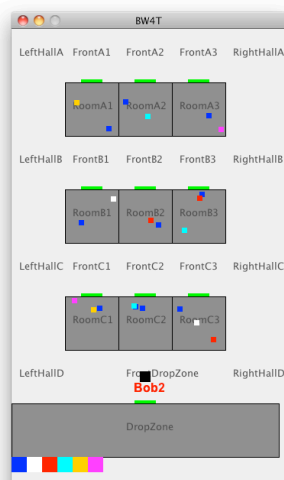 BW4T
LeftHallA FrontA1 FrontA2 FrontA3 RightHallA
RoomA1 RoomA2 RoomA3
LeftHallB FrontB1 FrontB2 FrontB3 RightHallB
RoomB1 RoomB2 RoomB3
LeftHallC FrontC1 FrontC2 FrontC3 RightHallC
RoomC1 RoomC2 RoomC3
LeftHallD FrontDropZone RightHallD
Bob2
DropZone